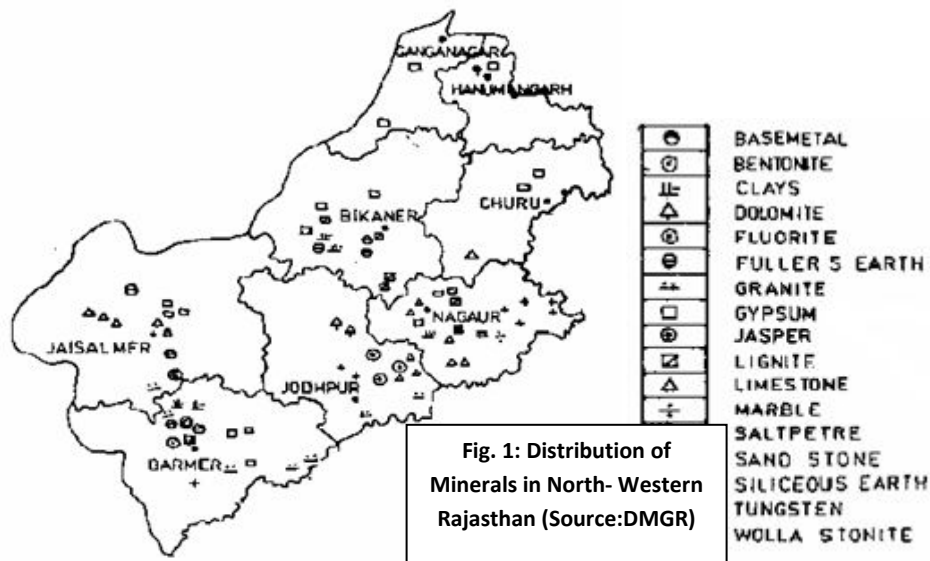 GANGANAGAR
HANUMANGARH
BIKANER
CHURU
NAGAUR
JAISALMER
JODHPUR
BARMER
BASEMETAL
BENTONITE
CLAYS
DOLOMITE
FLUORITE
FULLER S EARTH
GRANITE
GYPSUM
JASPER
LIGNITE
LIMESTONE
MARBLE
SALTPETRE
SAND STONE
SILICEOUS EARTH
TUNGSTEN
WOLLA STONITE
Fig. 1: Distribution of
Minerals in North- Western
Rajasthan (Source:DMGR)